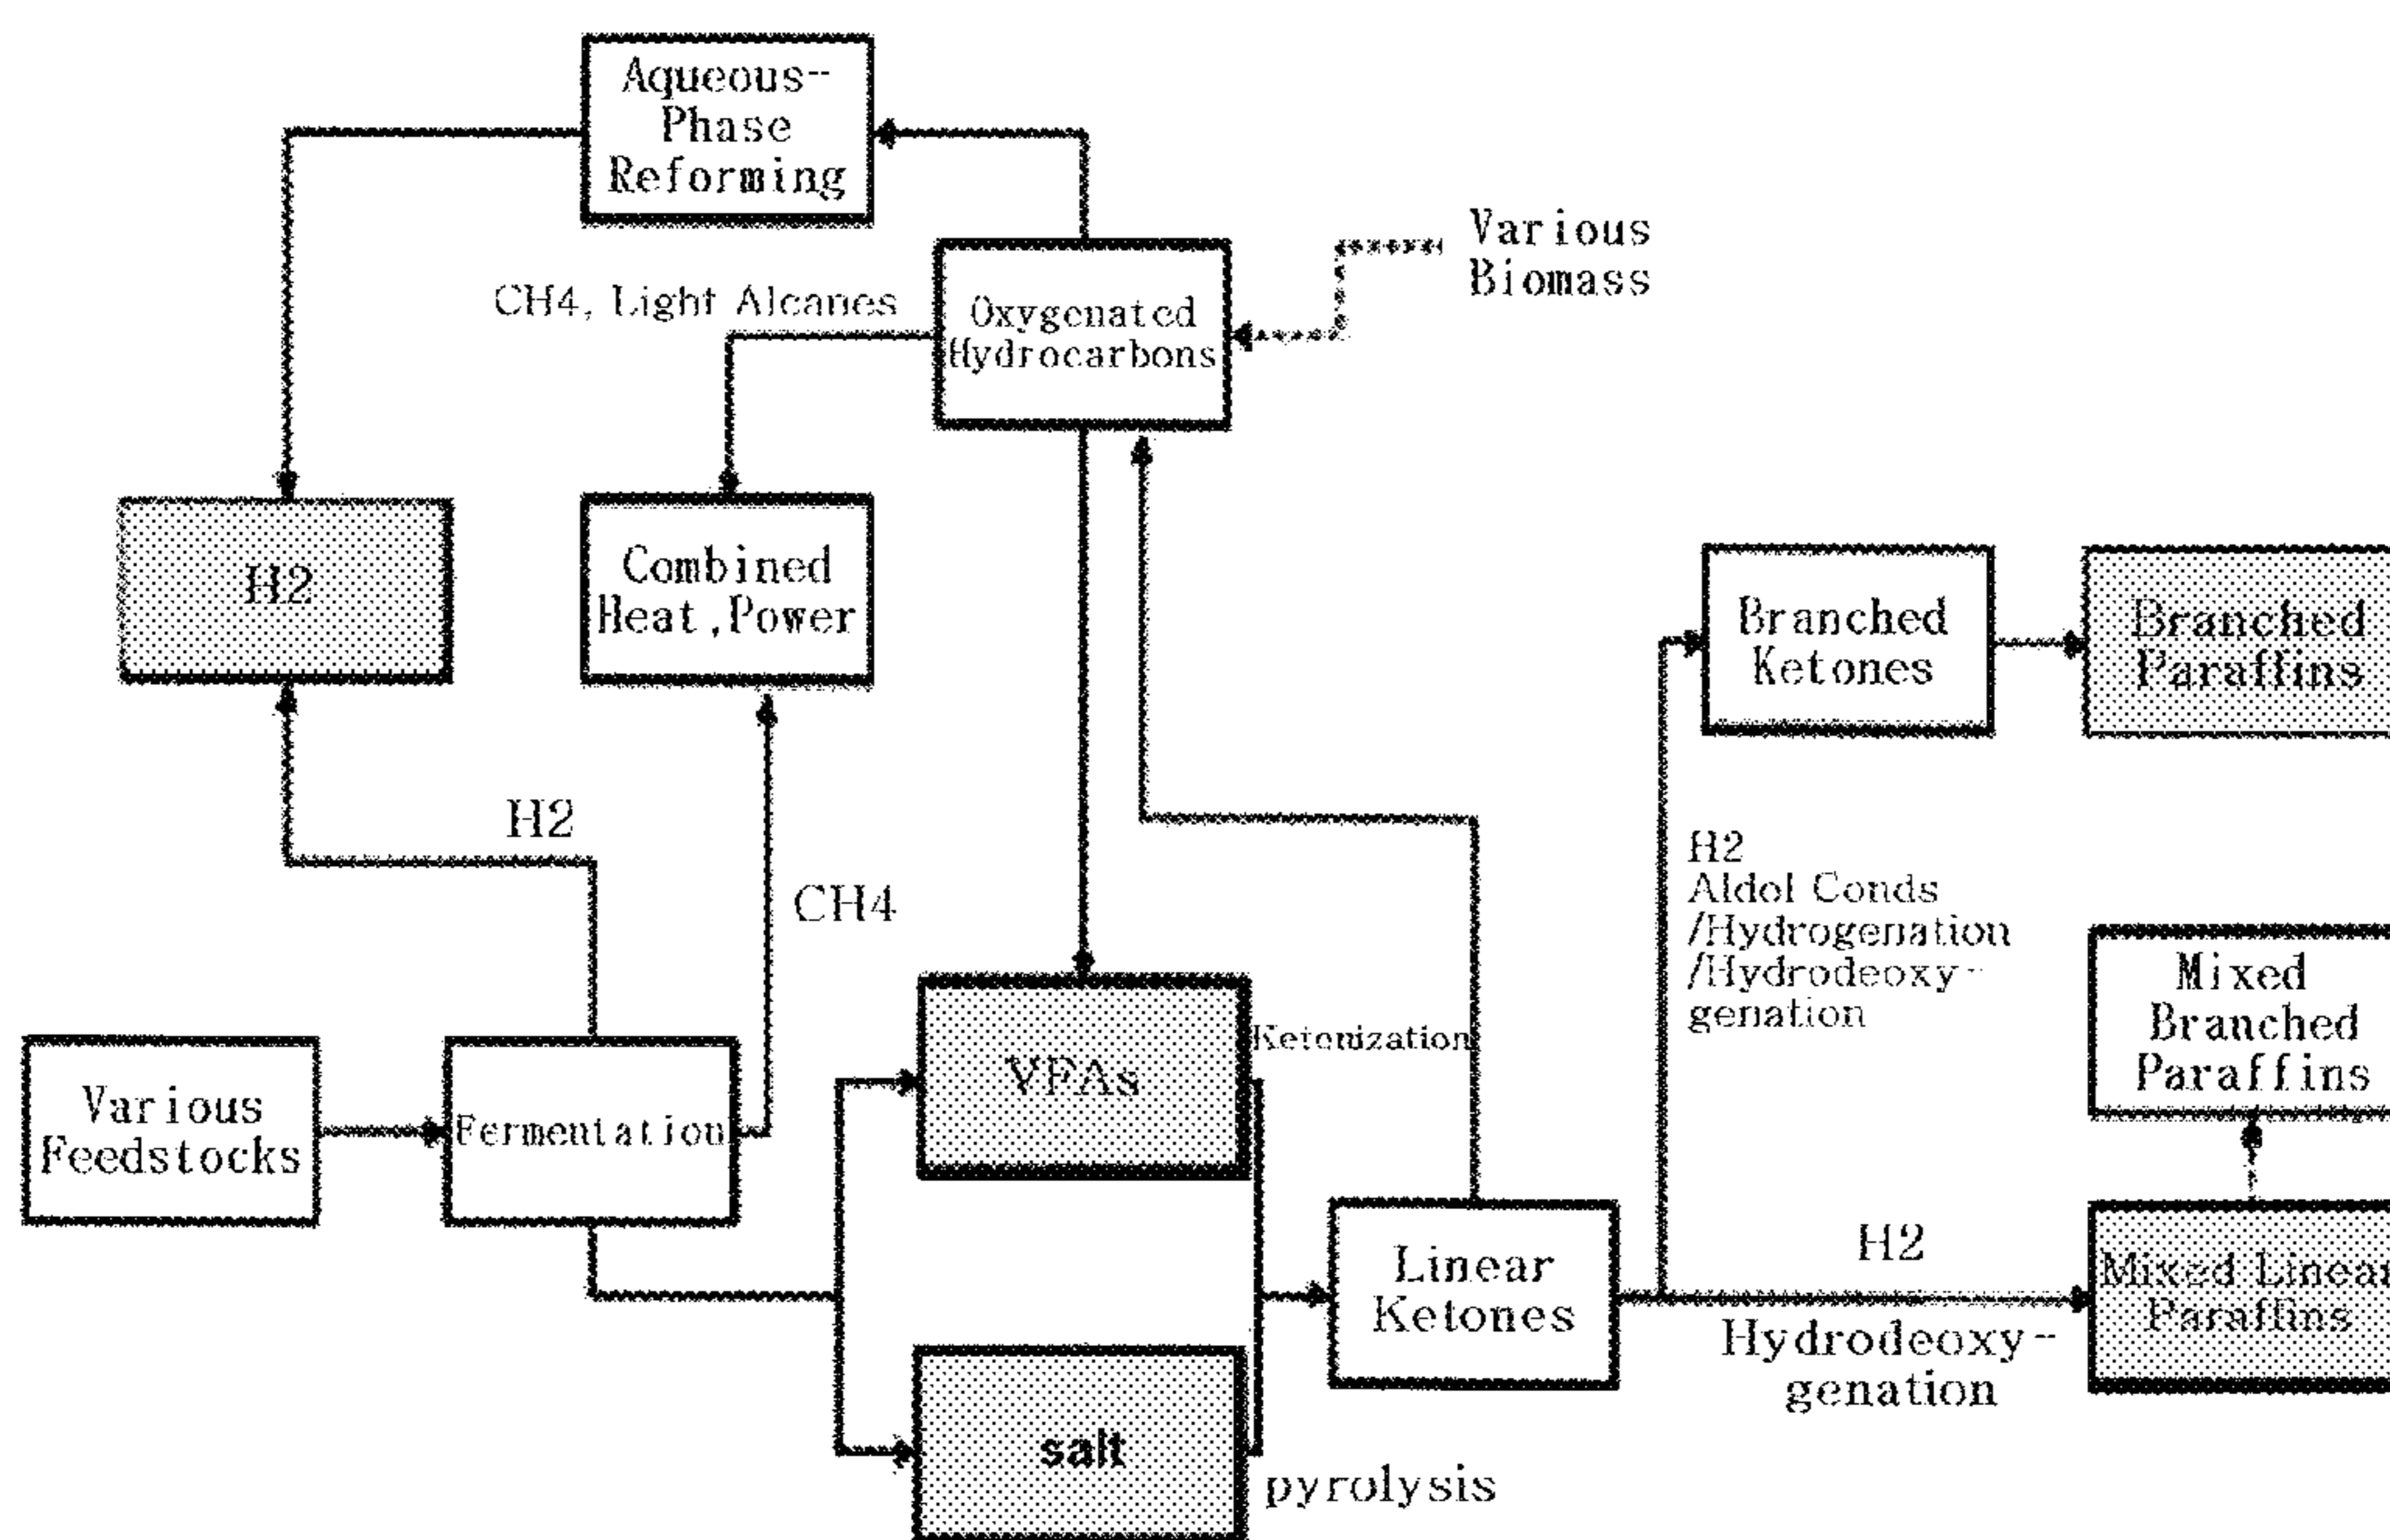 Aqueous-
Phase
Reforming
Various
Biomass
CH4, Light Alcanes
Oxygenated
Hydrocarbons
H2
Combined
Heat,Power
Branched
Ketones
Branched
Paraffins
H2
CH4
H2
Aldol Conds
/Hydrogenation
/Hydrodeoxy-
genation
Mixed
Branched
Paraffins
Various
Feedstocks
Fermentation
VFAs
Ketonization
Linear
Ketones
H2
Hydrodeoxy-
genation
Mixed Linear
Paraffins
salt
pyrolysis